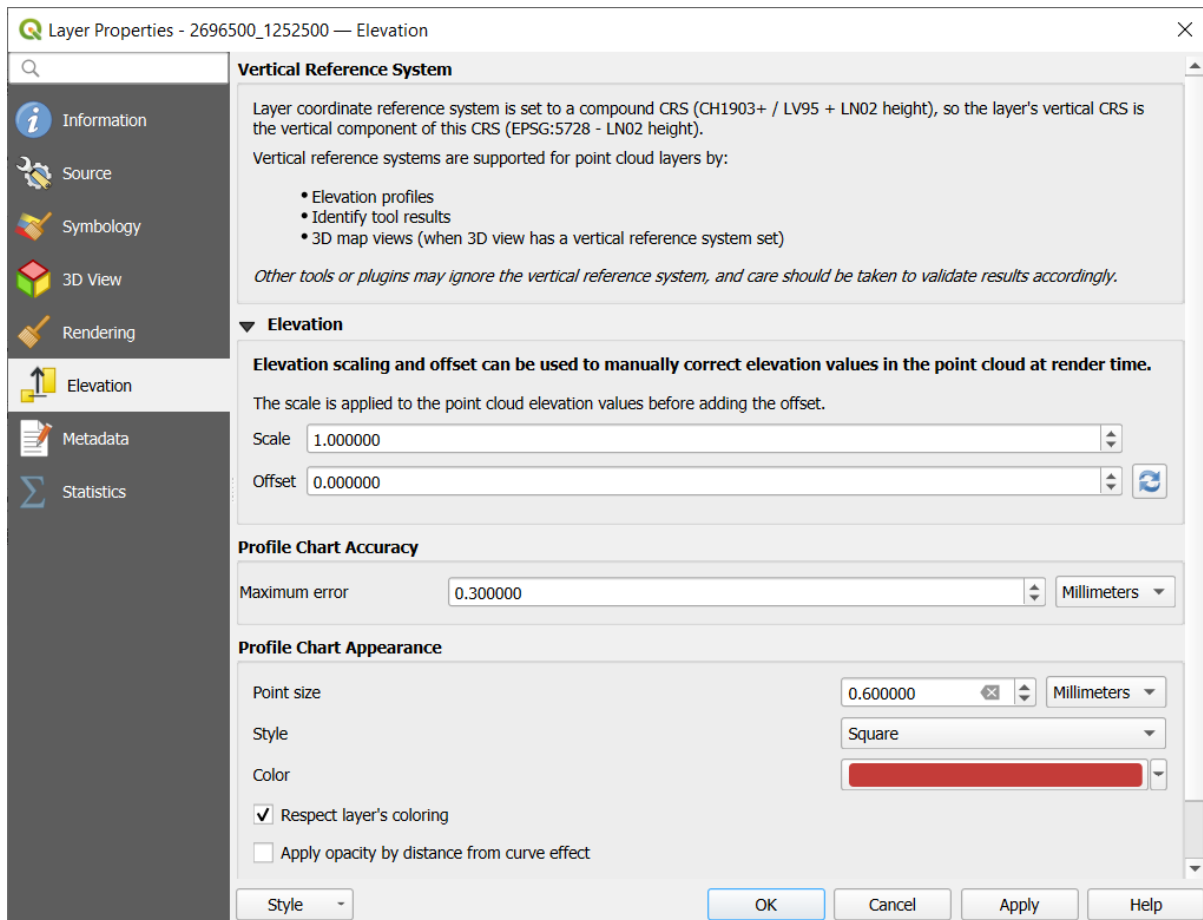 Layer Properties - 2696500_1252500 — Elevation
Information
Source
Symbology
3D View
Rendering
Elevation
Metadata
Statistics
Vertical Reference System
Layer coordinate reference system is set to a compound CRS (CH1903+ / LV95 + LN02 height), so the layer's vertical CRS is
the vertical component of this CRS (EPSG:5728 - LN02 height).
Vertical reference systems are supported for point cloud layers by:
• Elevation profiles
• Identify tool results
• 3D map views (when 3D view has a vertical reference system set)
Other tools or plugins may ignore the vertical reference system, and care should be taken to validate results accordingly.
Elevation
Elevation scaling and offset can be used to manually correct elevation values in the point cloud at render time.
The scale is applied to the point cloud elevation values before adding the offset.
Scale 1.000000
Offset 0.000000
Profile Chart Accuracy
Maximum error 0.300000 Millimeters
Profile Chart Appearance
Point size 0.600000 Millimeters
Style Square
Color
Respect layer's coloring
Apply opacity by distance from curve effect
Style OK Cancel Apply Help